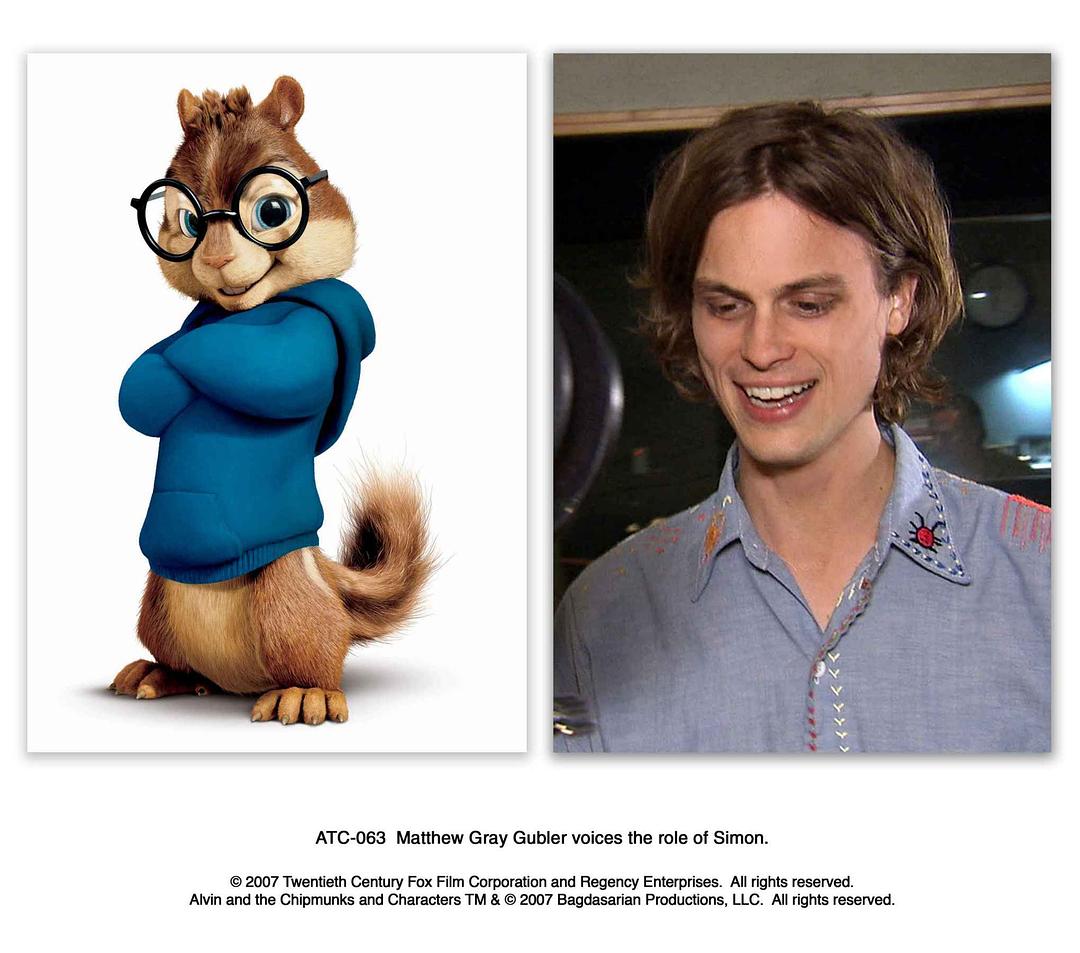 ATC-063  Matthew Gray Gubler voices the role of Simon.
© 2007 Twentieth Century Fox Film Corporation and Regency Enterprises.  All rights reserved.
Alvin and the Chipmunks and Characters TM & © 2007 Bagdasarian Productions, LLC.  All rights reserved.